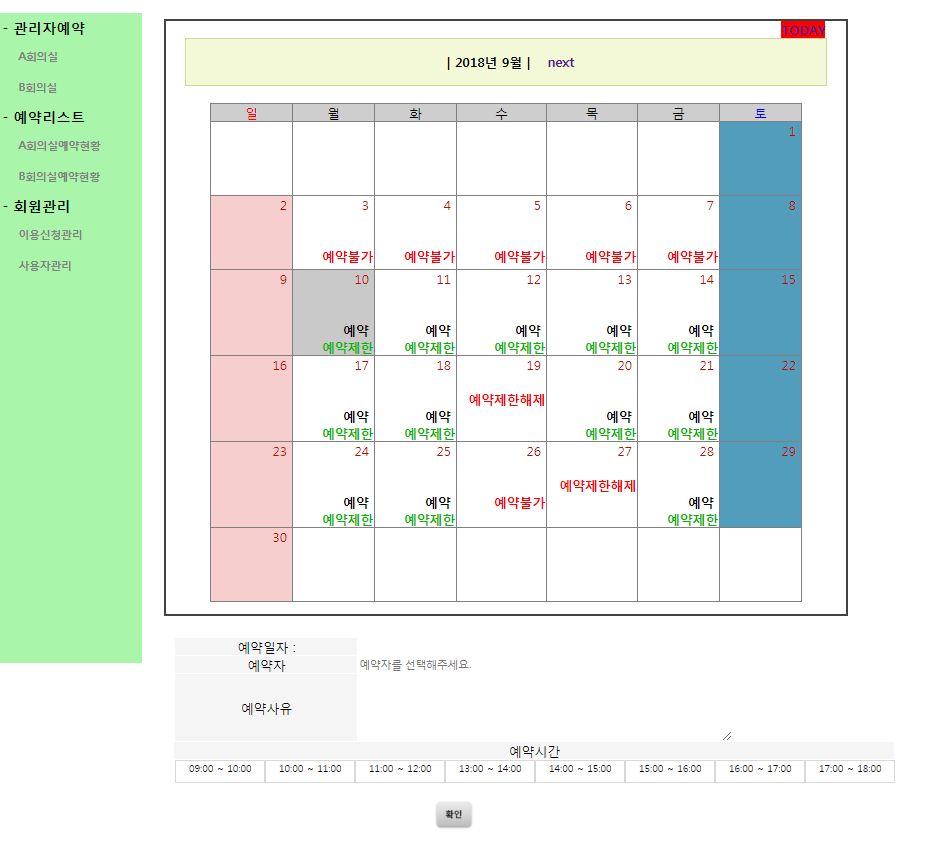 - 관리자예약
A회의실
B회의실
- 예약리스트
A회의실예약현황
B회의실예약현황
- 회원관리
이용신청관리
사용자관리
TODAY
| 2018년 9월 | next
일 월 화 수 목 금 토
1
2 3 4 5 6 7 8
예약불가 예약불가 예약불가 예약불가 예약불가
9 10 11 12 13 14 15
예약 예약 예약 예약 예약
예약제한 예약제한 예약제한 예약제한 예약제한
16 17 18 19 20 21 22
예약제한해제
예약 예약 예약 예약
예약제한 예약제한 예약제한 예약제한
23 24 25 26 27 28 29
예약제한해제
예약 예약 예약불가 예약
예약제한 예약제한 예약제한
30
예약일자 :
예약자 예약자를 선택해주세요.
예약사유
예약시간
09:00 ~ 10:00 10:00 ~ 11:00 11:00 ~ 12:00 13:00 ~ 14:00 14:00 ~ 15:00 15:00 ~ 16:00 16:00 ~ 17:00 17:00 ~ 18:00
확인